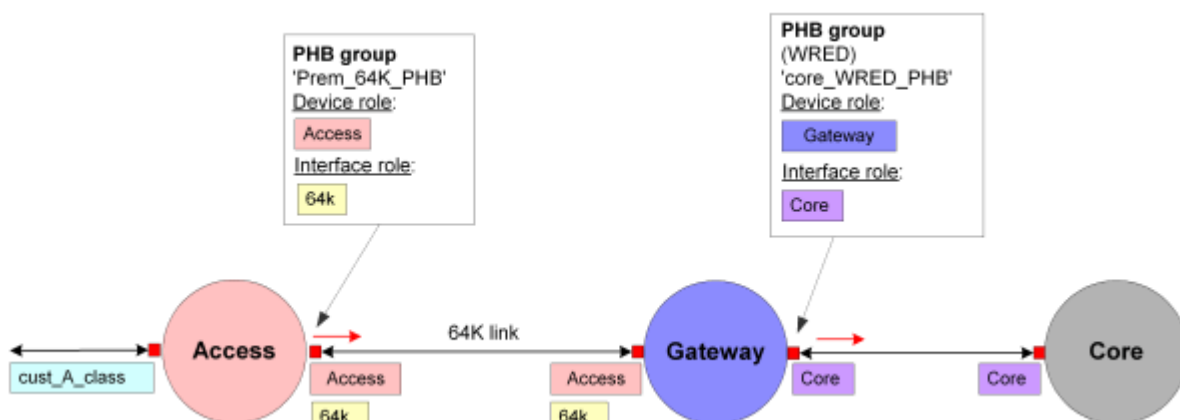 PHB group
'Prem_64K_PHB'
Device role:
Access
Interface role:
64k
PHB group
(WRED)
'core_WRED_PHB'
Device role:
Gateway
Interface role:
Core
Access
64K link
Gateway
Core
cust_A_class
Access
64k
Access
64k
Core
Core